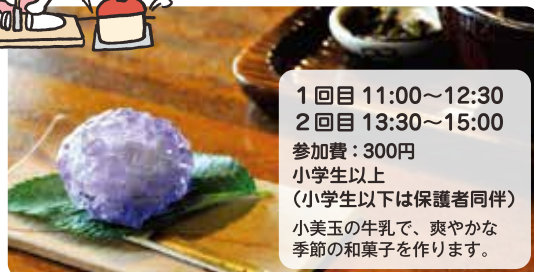 1回目 11:00～12:30
2回目 13:30～15:00
参加費：300円
小学生以上
（小学生以下は保護者同伴）
小美玉の牛乳で、爽やかな
季節の和菓子を作ります。